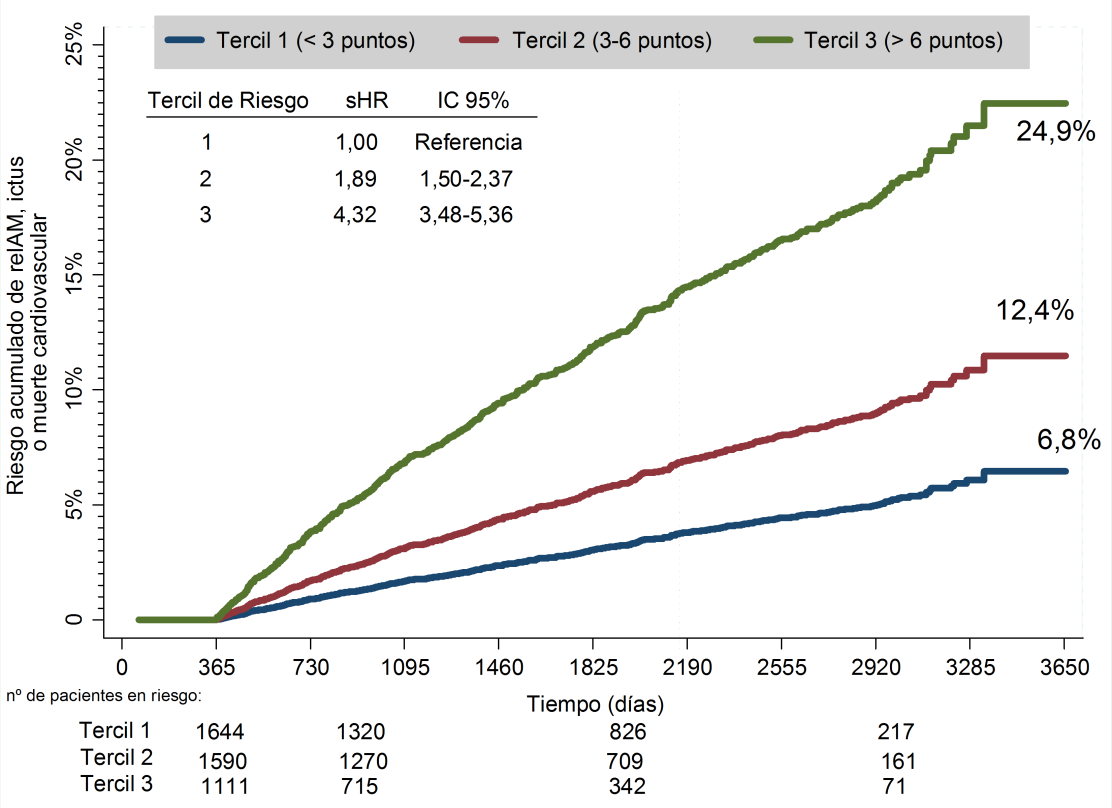 Tercil 1 (< 3 puntos) Tercil 2 (3-6 puntos) Tercil 3 (> 6 puntos)
Tercil de Riesgo sHR IC 95%
1 1,00 Referencia
2 1,89 1,50-2,37
3 4,32 3,48-5,36
Riesgo acumulado de reIAM, ictus
o muerte cardiovascular
25%
20%
15%
10%
5%
0
24,9%
12,4%
6,8%
0 365 730 1095 1460 1825 2190 2555 2920 3285 3650
Tiempo (días)
nº de pacientes en riesgo:
Tercil 1 1644 1320 826 217
Tercil 2 1590 1270 709 161
Tercil 3 1111 715 342 71